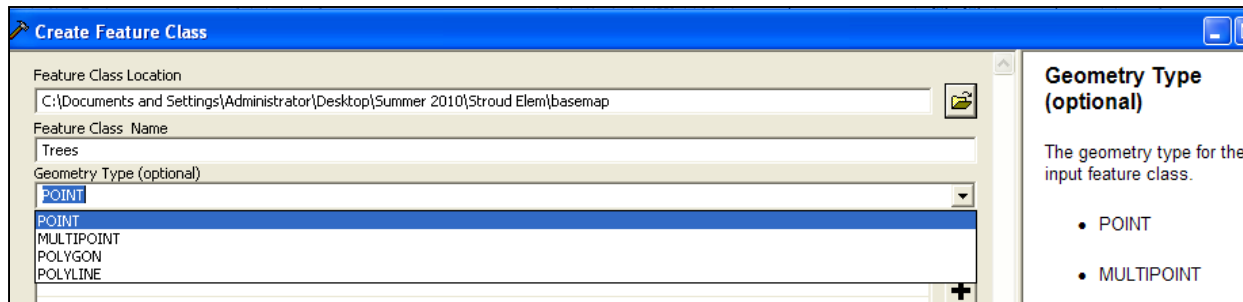 Create Feature Class
Feature Class Location
C:\Documents and Settings\Administrator\Desktop\Summer 2010\Stroud Elem\basemap
Feature Class Name
Trees
Geometry Type (optional)
POINT
POINT
MULTIPOINT
POLYGON
POLYLINE
Geometry Type
(optional)
The geometry type for the
input feature class.
• POINT
• MULTIPOINT